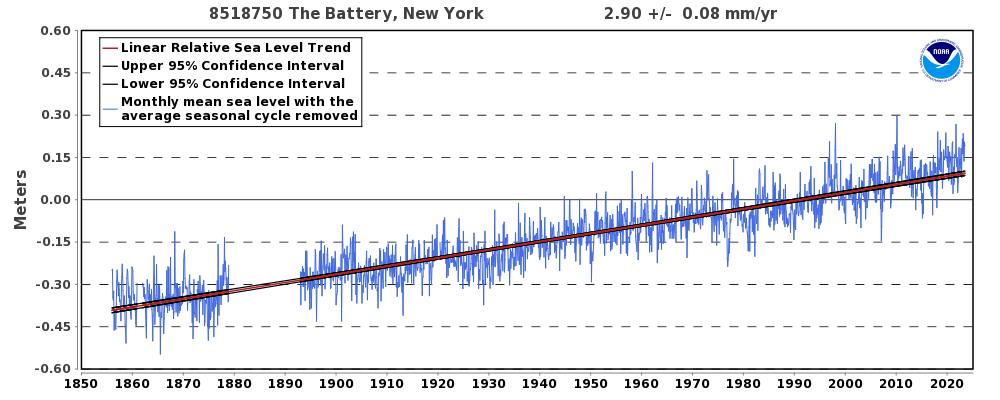 8518750 The Battery, New York 2.90 +/- 0.08 mm/yr
0.60
0.45
0.30
0.15
0.00
-0.15
-0.30
-0.45
-0.60
Meters
Linear Relative Sea Level Trend
Upper 95% Confidence Interval
Lower 95% Confidence Interval
Monthly mean sea level with the
average seasonal cycle removed
NOAA
1850 1860 1870 1880 1890 1900 1910 1920 1930 1940 1950 1960 1970 1980 1990 2000 2010 2020